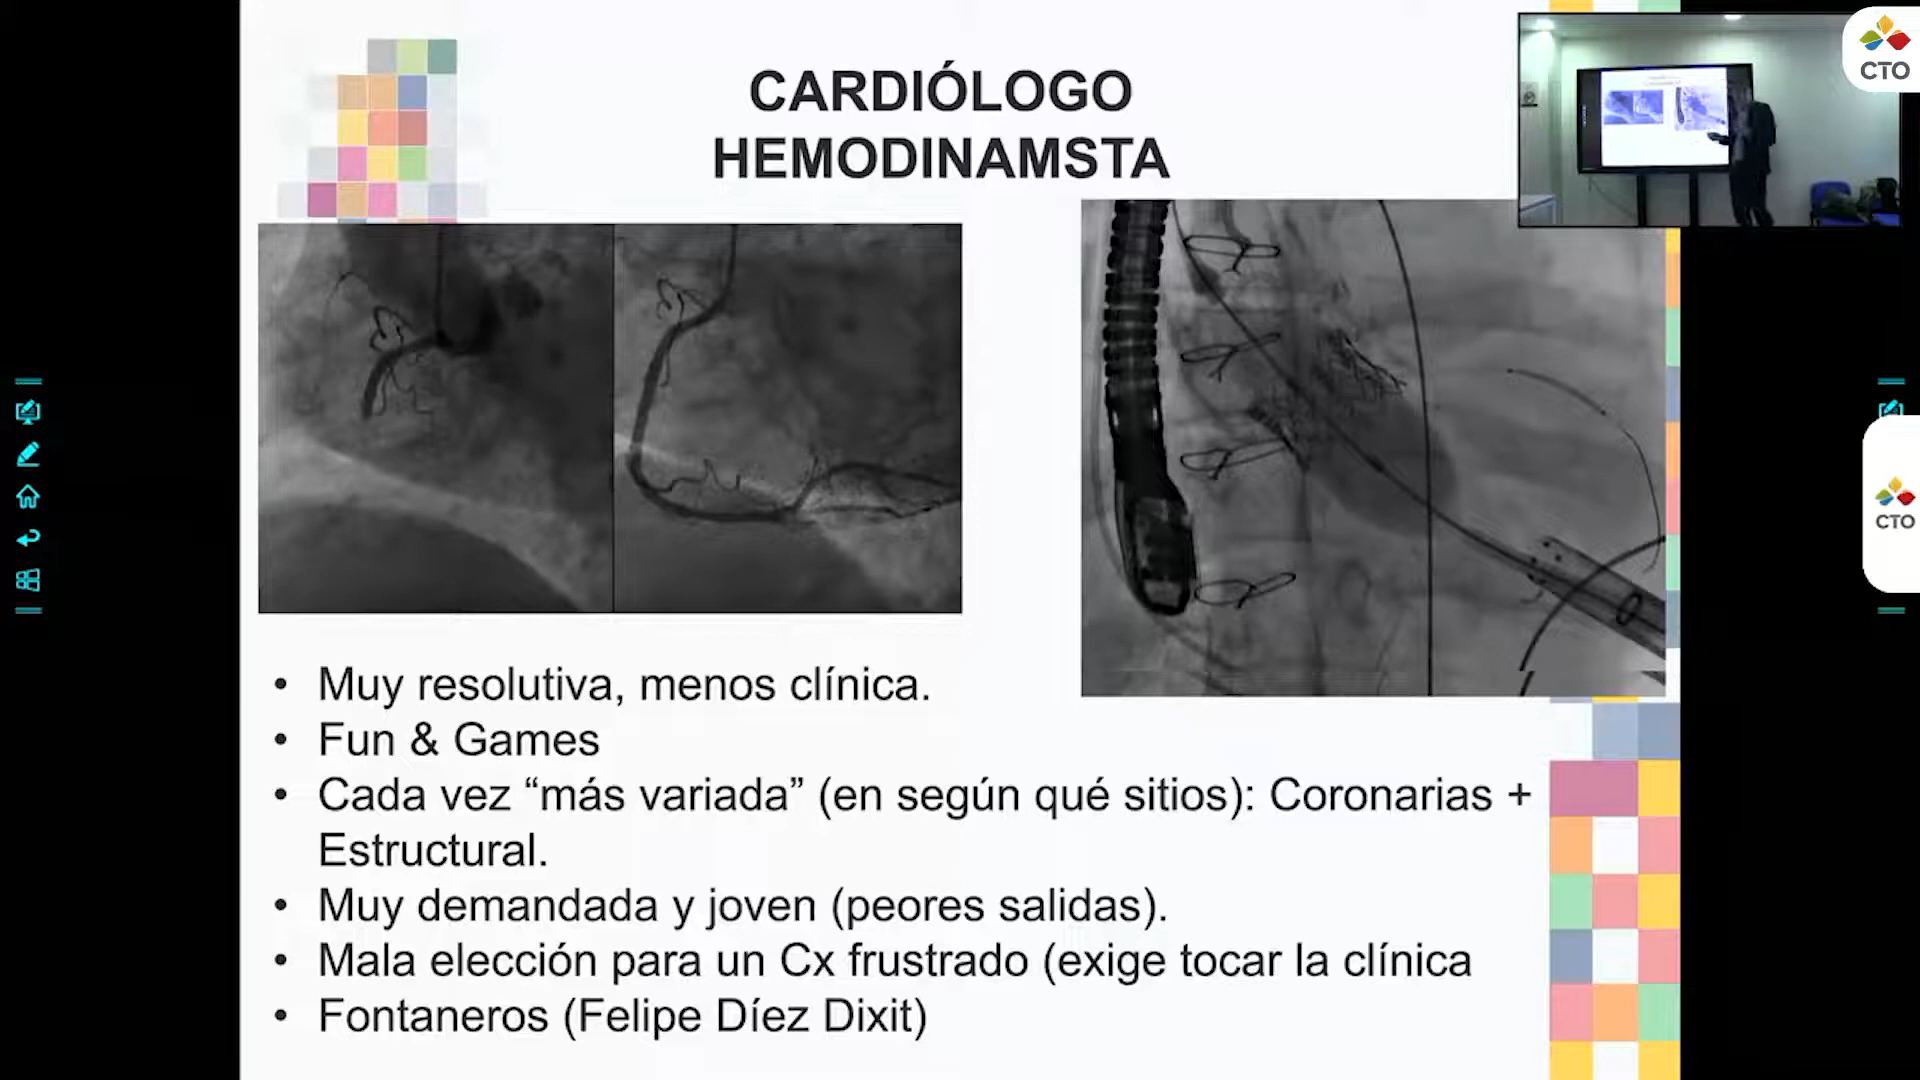 CARDIÓLOGO
HEMODINAMSTA
CTO
CTO
• Muy resolutiva, menos clínica.
• Fun & Games
• Cada vez “más variada” (en según qué sitios): Coronarias +
Estructural.
• Muy demandada y joven (peores salidas).
• Mala elección para un Cx frustrado (exige tocar la clínica
• Fontaneros (Felipe Díez Dixit)